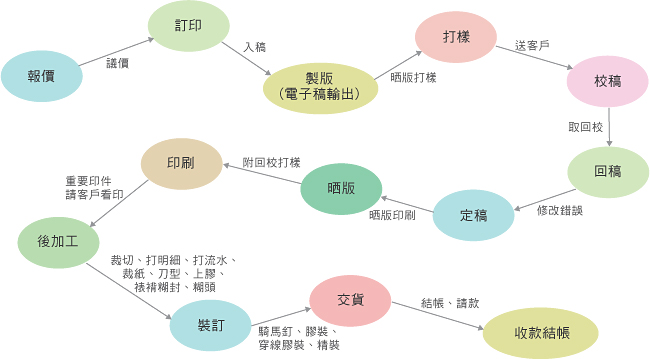 報價
議價
訂印
入稿
製版
（電子稿輸出）
晒版打樣
打樣
送客戶
校稿
取回校
回稿
修改錯誤
定稿
晒版印刷
晒版
附回校打樣
印刷
重要印件
請客戶看印
後加工
裁切、打明細、打流水、
裁紙、刀型、上膠、
裱褙糊封、糊頭
裝訂
騎馬釘、膠裝、
穿線膠裝、精裝
交貨
結帳、請款
收款結帳